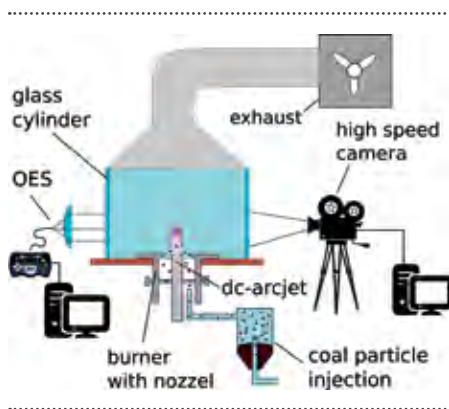 glass
cylinder
exhaust
high speed
camera
OES
dc-arcjet
burner
with nozzel
coal particle
injection